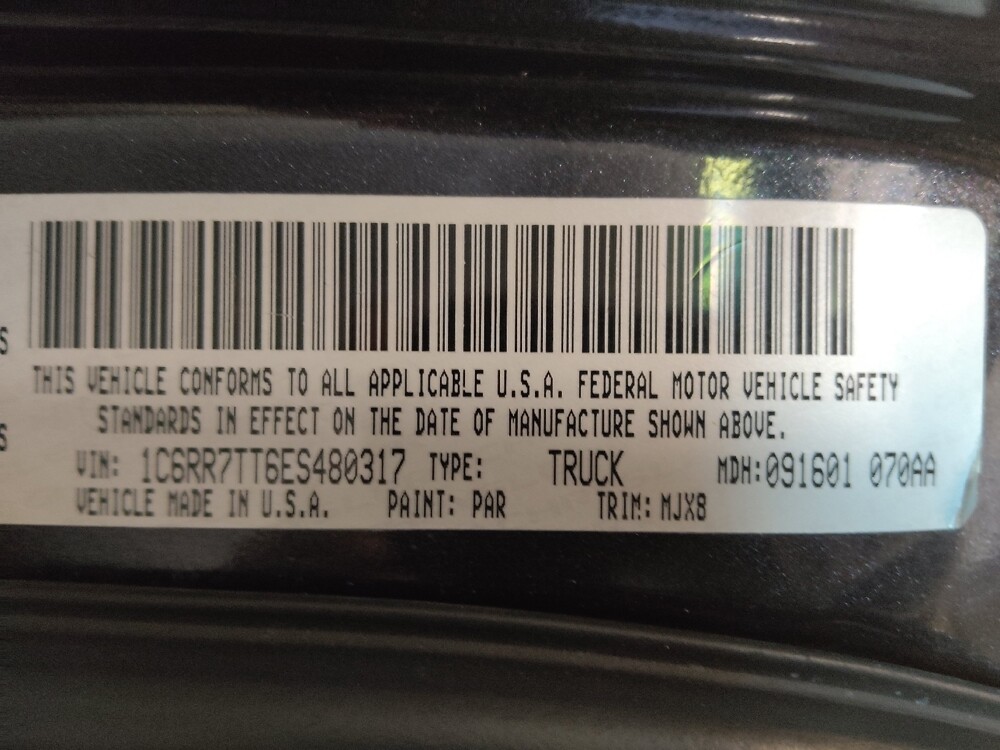 S
THIS VEHICLE CONFORMS TO ALL APPLICABLE U.S.A. FEDERAL MOTOR VEHICLE SAFETY
S STANDARDS IN EFFECT ON THE DATE OF MANUFACTURE SHOWN ABOVE.
VIN: 1C6RR7TT6ES480317 TYPE: TRUCK MDH:091601 070AA
VEHICLE MADE IN U.S.A. PAINT: PAR TRIM: MJX8